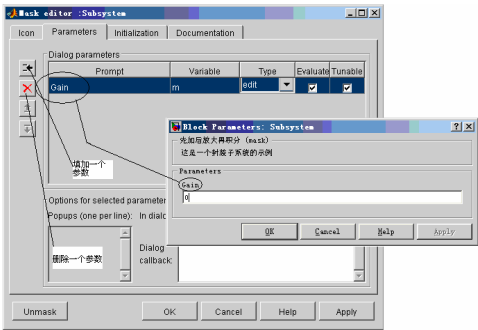 Mask editor :Subsystem
Icon Parameters Initialization Documentation
Dialog parameters
Prompt Variable Type Evaluate Tunable
Gain m edit
填加一个
参数
Options for selected parameter
Popups (one per line): In dialog
删除一个参数
Dialog
callback:
Unmask OK Cancel Help Apply
Block Parameters: Subsystem
先加后放大再积分 (mask)
这是一个封装子系统的示例
Parameters
Gain
0
OK Cancel Help Apply